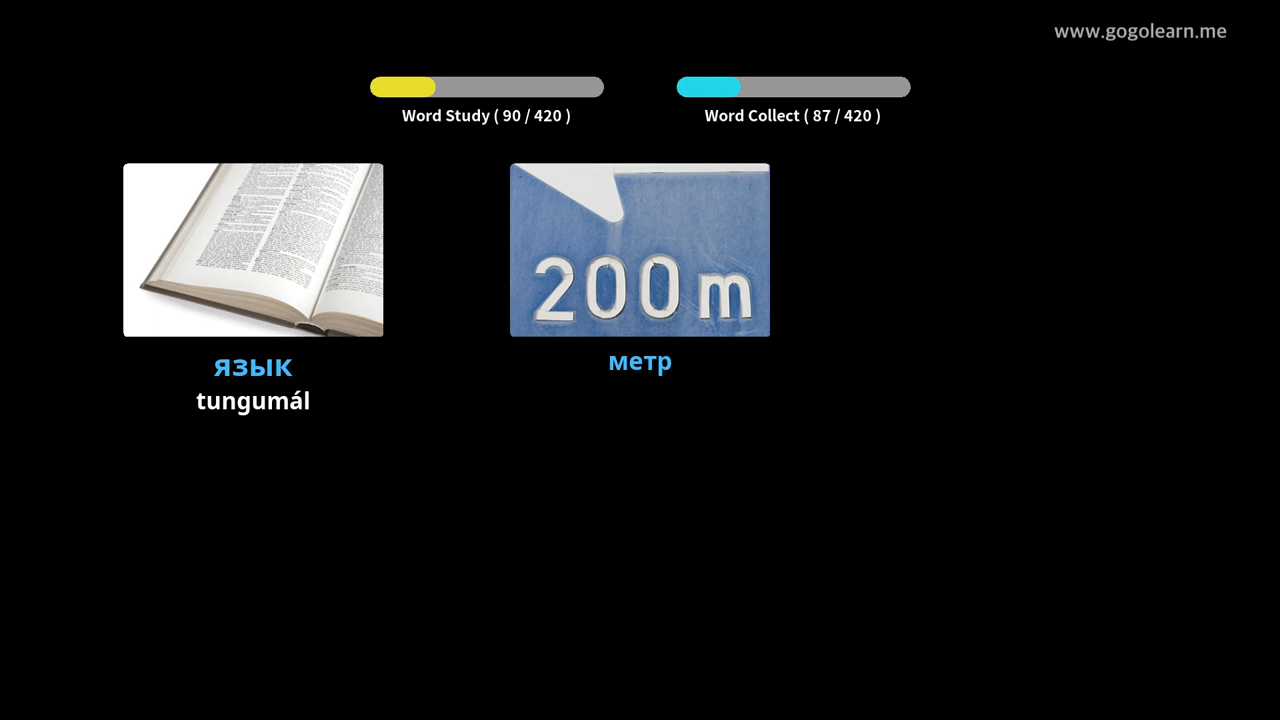 www.gogolearn.me
Word Study ( 90 / 420 )
Word Collect ( 87 / 420 )
200 m
язык
tungumál
метр